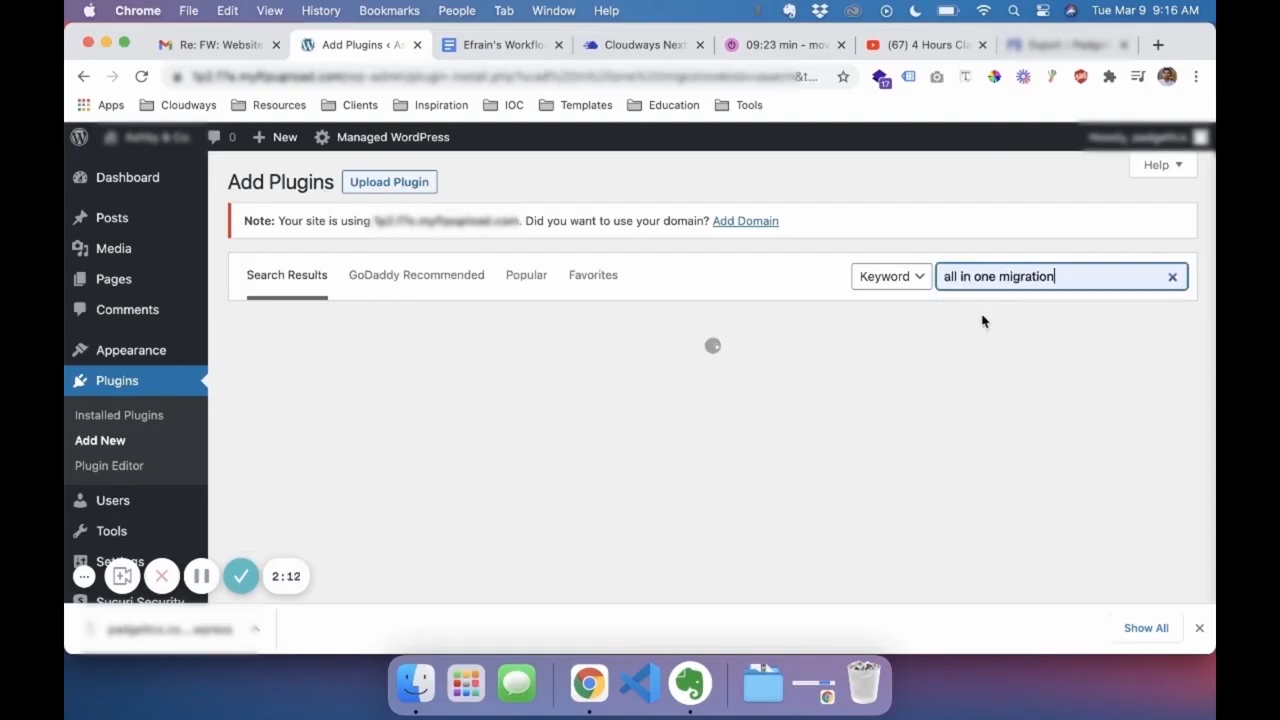 Chrome File Edit View History Bookmarks People Tab Window Help Tue Mar 9 9:16 AM
Re: FW: Website Add Plugins ‹ A Efrain's Workflo Cloudways Next 09:23 min - mov (67) 4 Hours Cla
&t... 17
Apps Cloudways Resources Clients Inspiration IOC Templates Education Tools
0 New Managed WordPress
Help
Dashboard
Add Plugins Upload Plugin
Posts
Note: Your site is using . Did you want to use your domain? Add Domain
Media
Search Results GoDaddy Recommended Popular Favorites Keyword all in one migration
Pages
Comments
Appearance
Plugins
Installed Plugins
Add New
Plugin Editor
Users
Tools
Settings
2:12
Sucuri Security
Show All